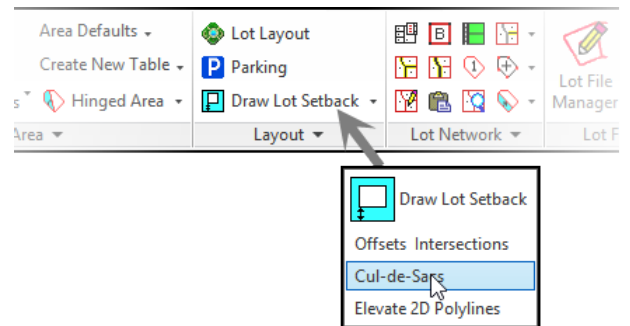 Area Defaults
Lot Layout
B
Create New Table
P Parking
1
Lot File
Manager
s
Hinged Area
Draw Lot Setback
Area
Layout
Lot Network
Lot F
Draw Lot Setback
Offsets Intersections
Cul-de-Sacs
Elevate 2D Polylines